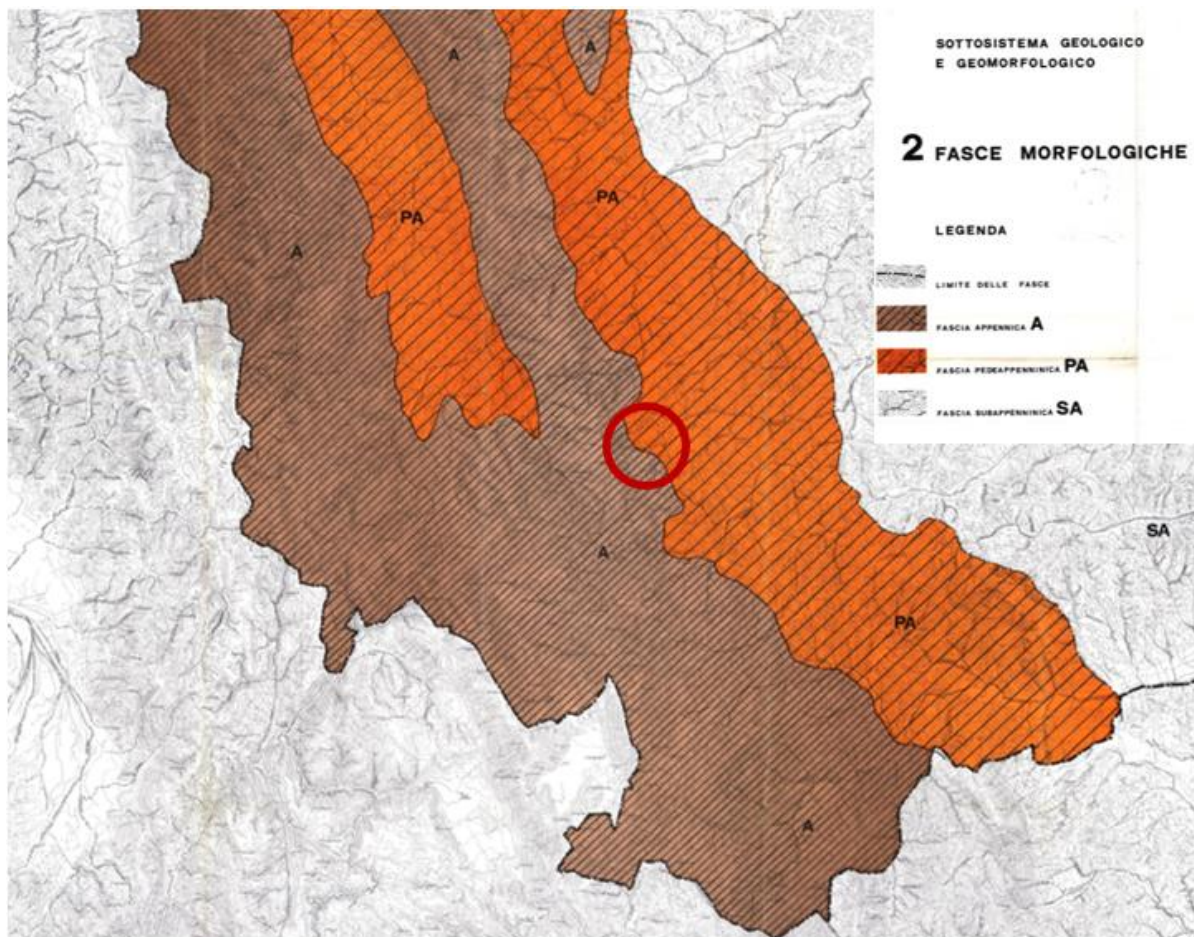 SOTTOSISTEMA GEOLOGICO
E GEOMORFOLOGICO
2 FASCE MORFOLOGICHE
LEGENDA
LIMITE DELLE FASCE
FASCIA APPENNICA A
FASCIA PEDEAPPENNINICA PA
FASCIA SUBAPPENNINICA SA
A
A
PA
PA
A
A
SA
PA
A